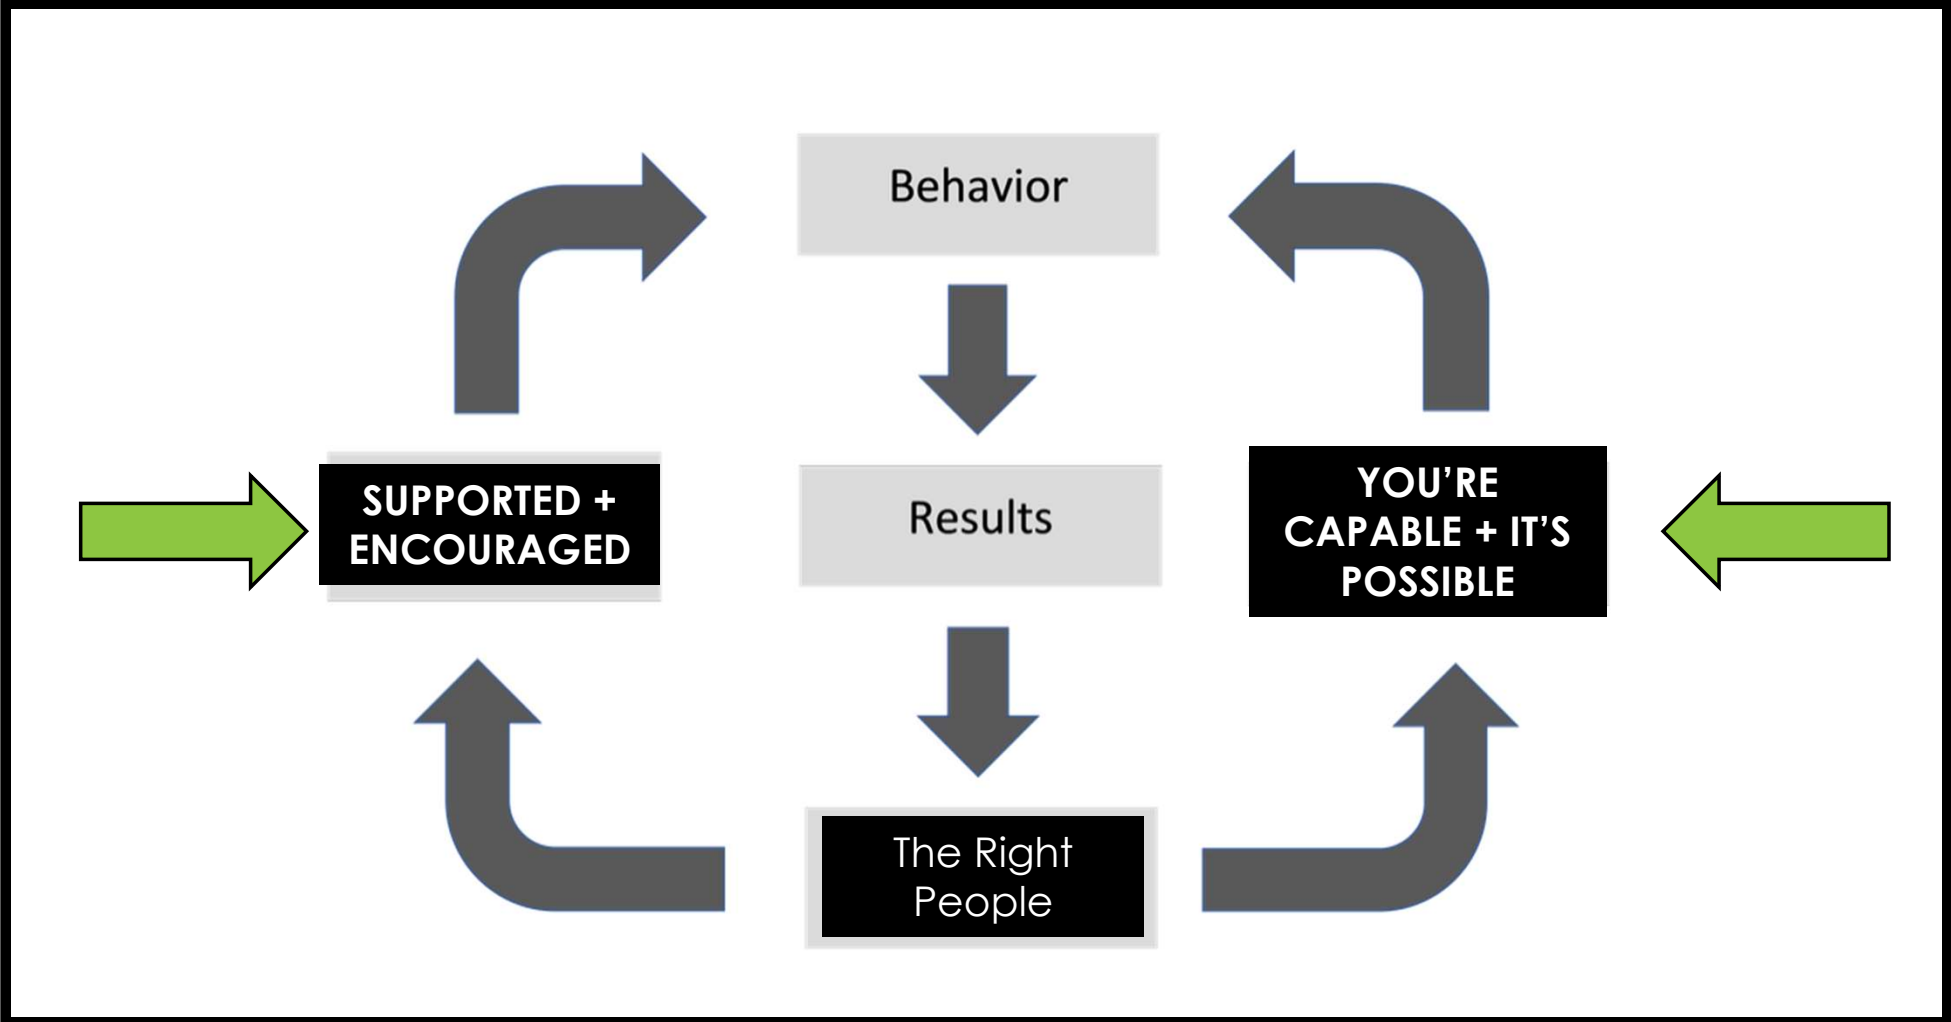 Behavior
SUPPORTED +
ENCOURAGED
Results
YOU’RE
CAPABLE + IT’S
POSSIBLE
The Right
People